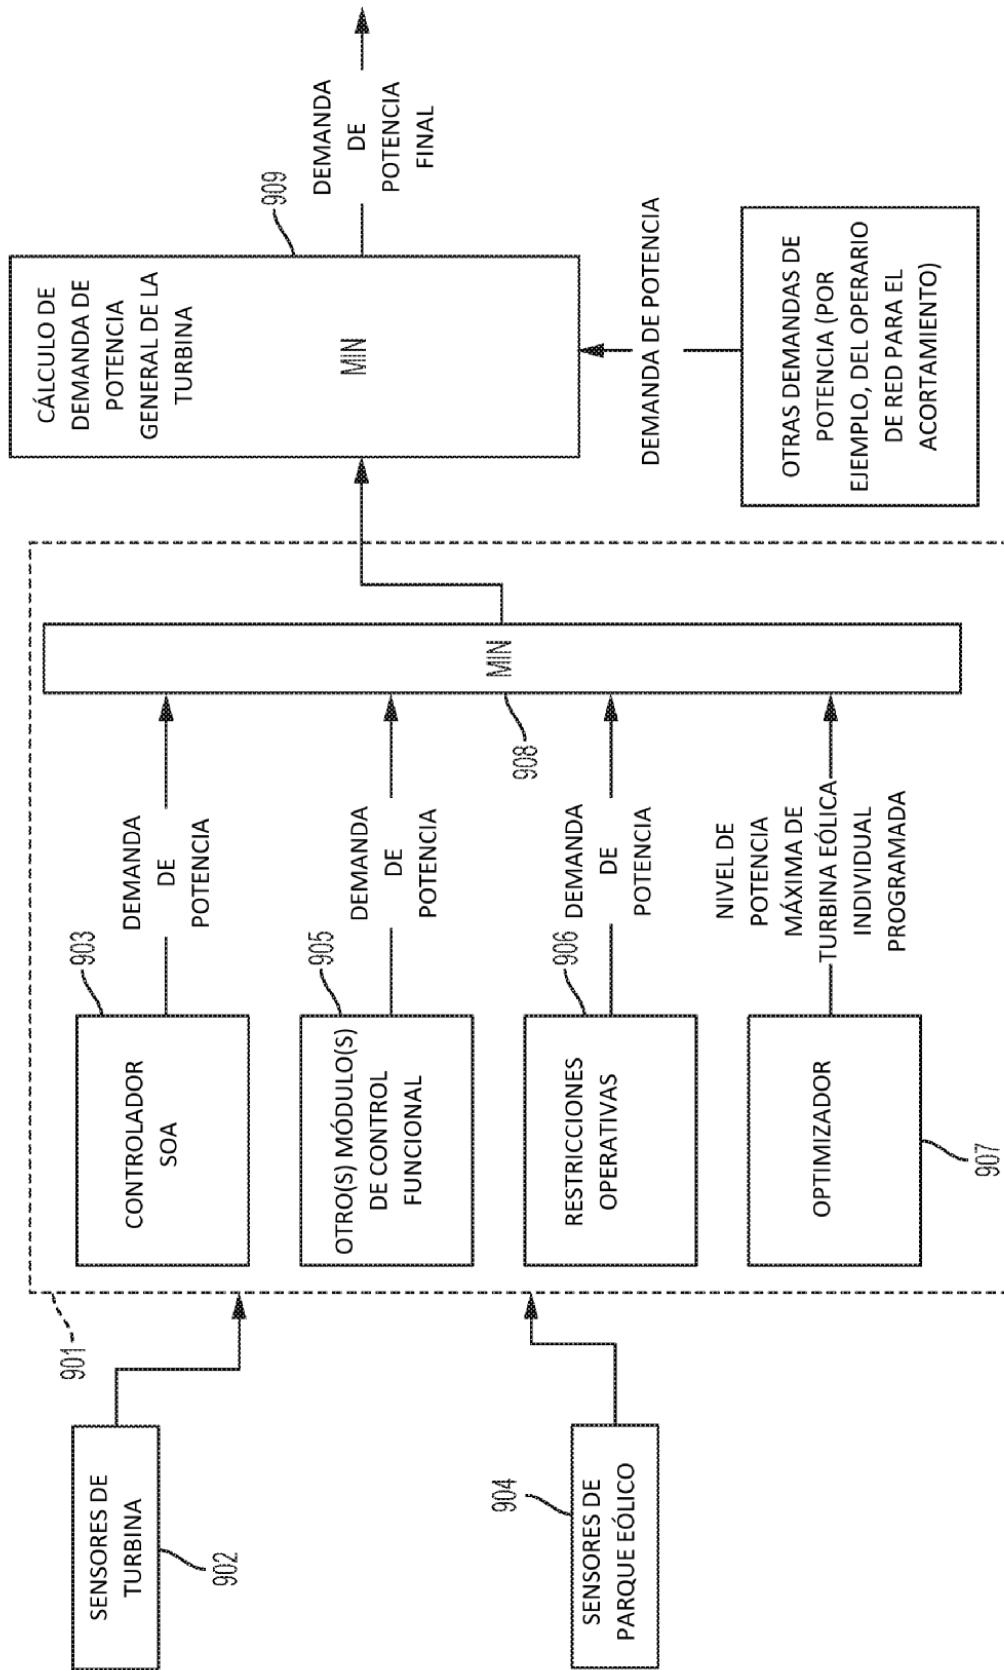 SENSORES DE
TURBINA
902
SENSORES DE
PARQUE EÓLICO
904
901
CONTROLADOR
SOA
903
DEMANDA
DE
POTENCIA
OTRO(S) MÓDULO(S)
DE CONTROL
FUNCIONAL
905
DEMANDA
DE
POTENCIA
RESTRICCIONES
OPERATIVAS
906
DEMANDA
DE
POTENCIA
OPTIMIZADOR
907
NIVEL DE
POTENCIA
MÁXIMA DE
TURBINA EÓLICA
INDIVIDUAL
PROGRAMADA
MIN
908
CÁLCULO DE
DEMANDA DE
POTENCIA
GENERAL DE LA
TURBINA
MIN
909
DEMANDA
DE
POTENCIA
FINAL
DEMANDA DE POTENCIA
OTRAS DEMANDAS DE
POTENCIA (POR
EJEMPLO, DEL OPERARIO
DE RED PARA EL
ACORTAMIENTO)